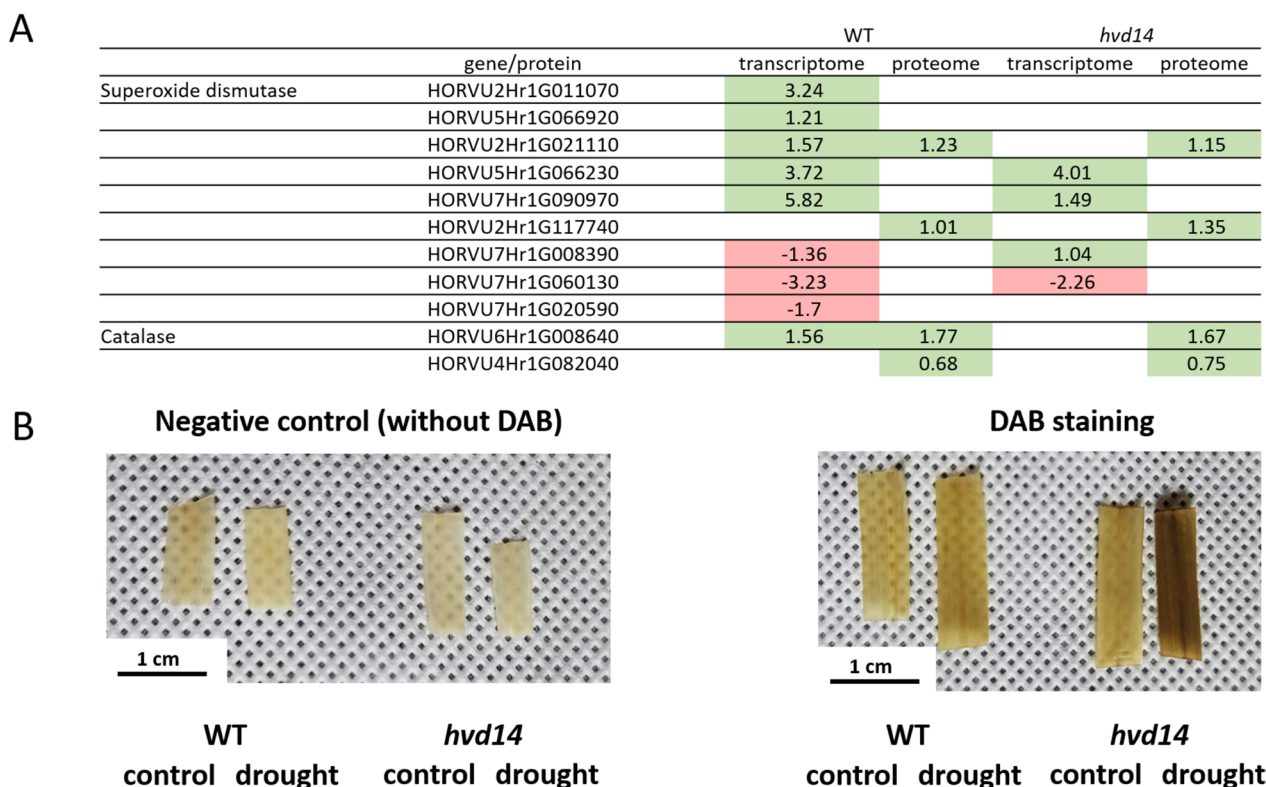 A
WT hvd14
gene/protein transcriptome proteome transcriptome proteome
Superoxide dismutase HORVU2Hr1G011070 3.24
HORVU5Hr1G066920 1.21
HORVU2Hr1G021110 1.57 1.23 1.15
HORVU5Hr1G066230 3.72 4.01
HORVU7Hr1G090970 5.82 1.49
HORVU2Hr1G117740 1.01 1.35
HORVU7Hr1G008390 -1.36 1.04
HORVU7Hr1G060130 -3.23 -2.26
HORVU7Hr1G020590 -1.7
Catalase HORVU6Hr1G008640 1.56 1.77 1.67
HORVU4Hr1G082040 0.68 0.75
B
Negative control (without DAB) DAB staining
1 cm 1 cm
WT hvd14 WT hvd14
control drought control drought control drought control drought